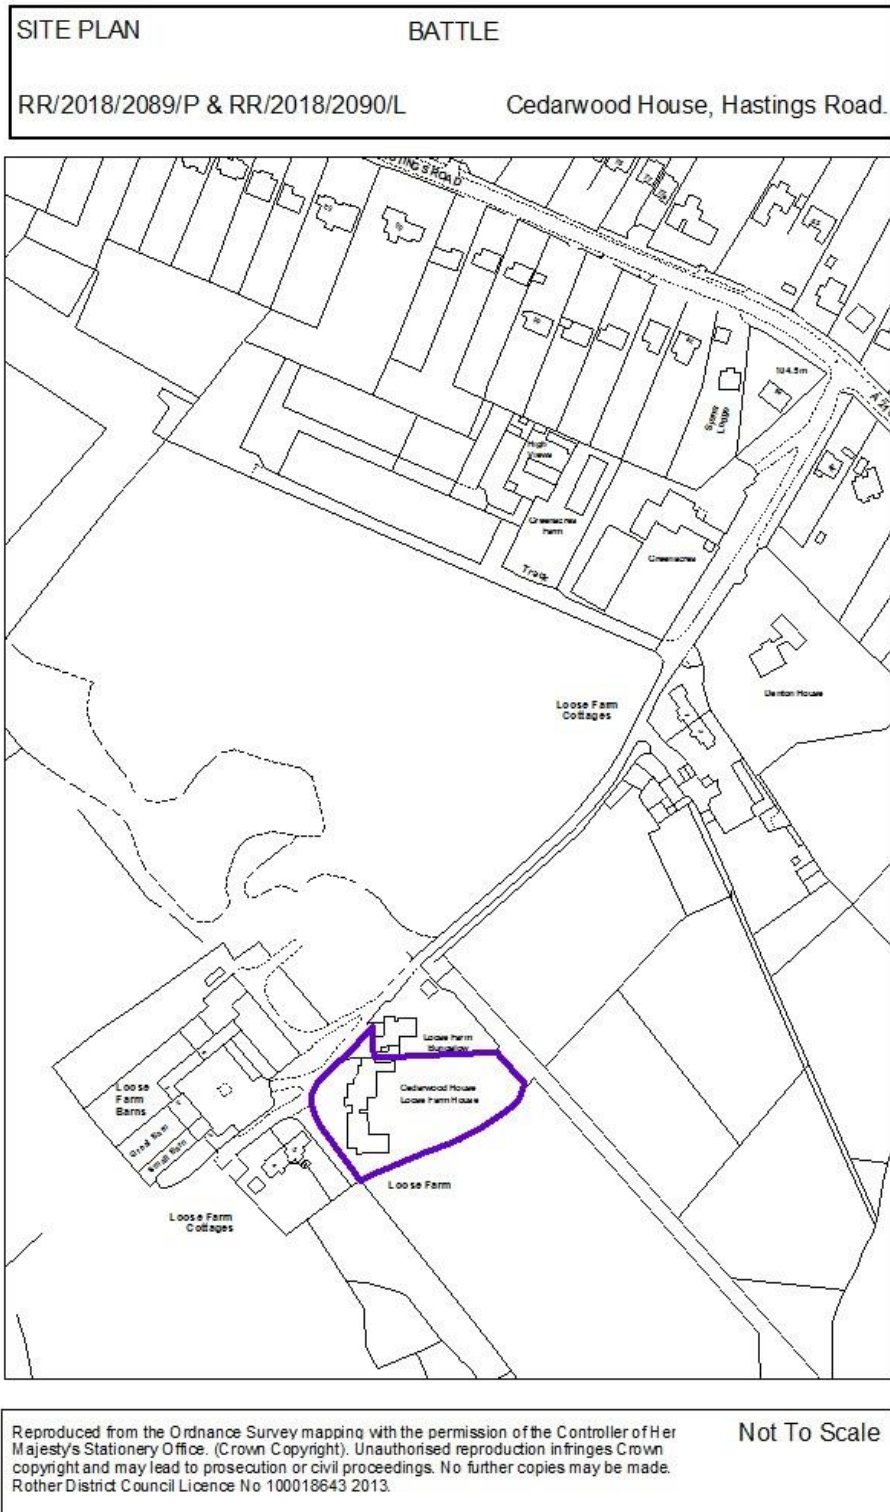 SITE PLAN
BATTLE
RR/2018/2089/P & RR/2018/2090/L
Cedarwood House, Hastings Road.
ROAD
104.5m
Lodge
High
Views
Greenacres
Farm
Greenacres
Track
Denton House
Loose Farm
Cottages
Loose Farm
Bungalow
Cedarwood House
Loose Farm House
Loose
Farm
Barns
Great Barn
Small Barn
Loose Farm
Loose Farm
Cottages
Reproduced from the Ordnance Survey mapping with the permission of the Controller of Her
Majesty's Stationery Office. (Crown Copyright). Unauthorised reproduction infringes Crown
copyright and may lead to prosecution or civil proceedings. No further copies may be made.
Rother District Council Licence No 100018643 2013.
Not To Scale